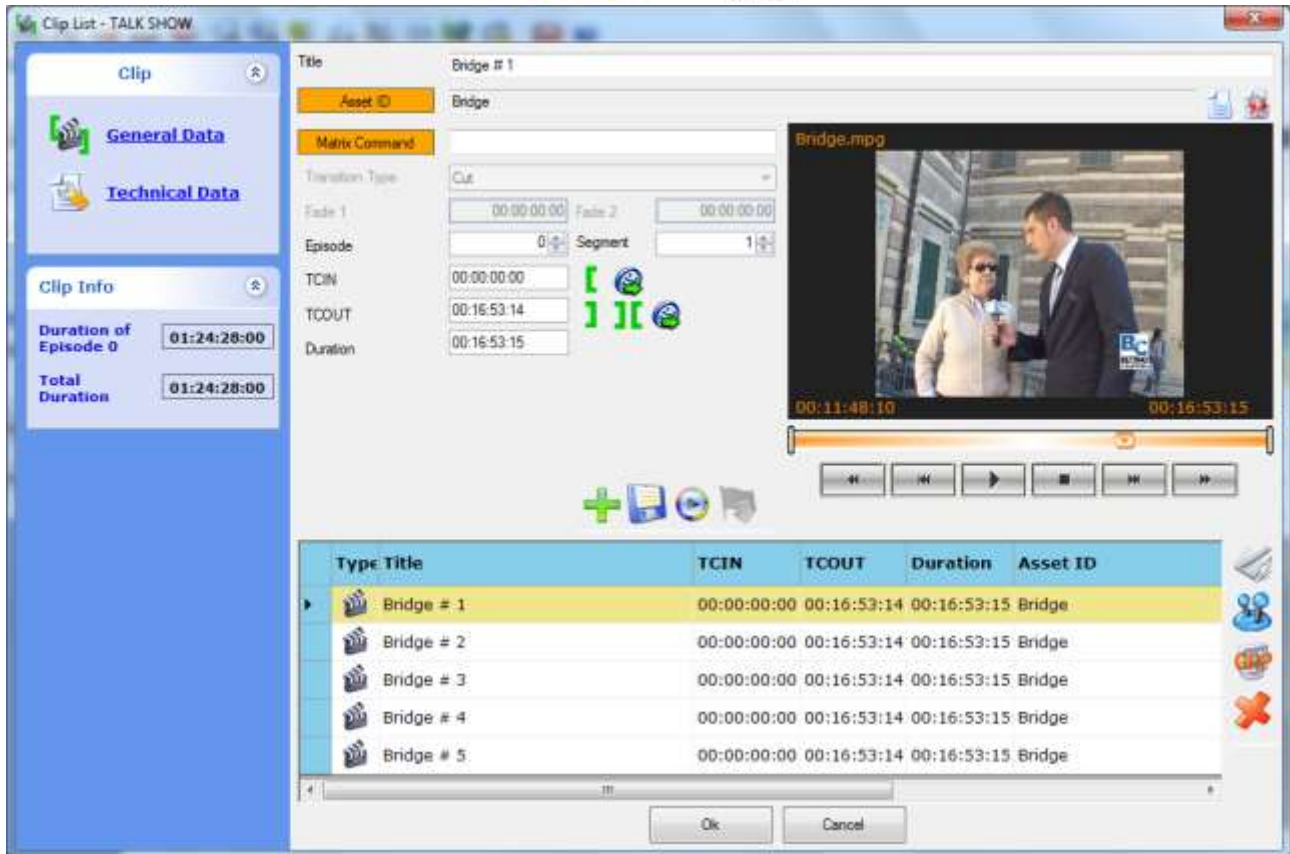 Clip List - TALK SHOW
Clip
General Data
Technical Data
Clip Info
Duration of Episode 0 01:24:28:00
Total Duration 01:24:28:00
Title Bridge # 1
Asset ID Bridge
Matrix Command
Transition Type Cut
Fade 1 00:00:00:00 Fade 2 00:00:00:00
Episode 0 Segment 1
TCIN 00:00:00:00
TCOUT 00:16:53:14
Duration 00:16:53:15
Bridge.mpg
BC
00:11:48:10 00:16:53:15
Type Title TCIN TCOUT Duration Asset ID
Bridge # 1 00:00:00:00 00:16:53:14 00:16:53:15 Bridge
Bridge # 2 00:00:00:00 00:16:53:14 00:16:53:15 Bridge
Bridge # 3 00:00:00:00 00:16:53:14 00:16:53:15 Bridge
Bridge # 4 00:00:00:00 00:16:53:14 00:16:53:15 Bridge
Bridge # 5 00:00:00:00 00:16:53:14 00:16:53:15 Bridge
Ok Cancel